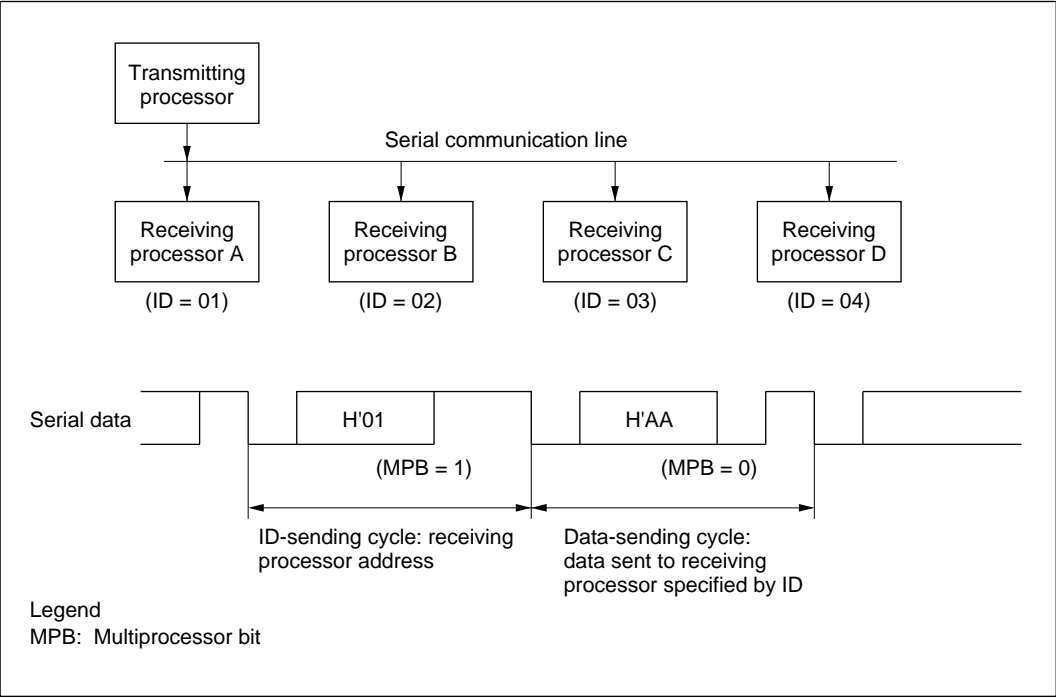 Transmitting
processor
Serial communication line
Receiving
processor A
Receiving
processor B
Receiving
processor C
Receiving
processor D
(ID = 01)
(ID = 02)
(ID = 03)
(ID = 04)
Serial data
H'01
H'AA
(MPB = 1)
(MPB = 0)
ID-sending cycle: receiving
processor address
Data-sending cycle:
data sent to receiving
processor specified by ID
Legend
MPB: Multiprocessor bit